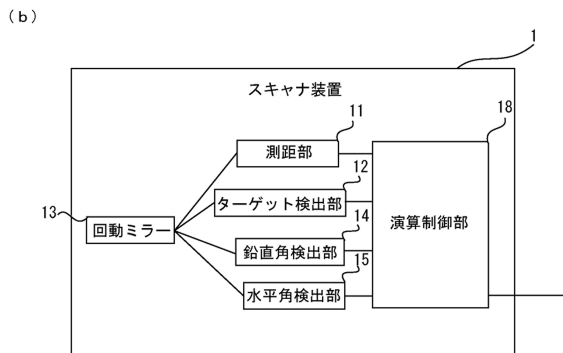 (b)
1
スキャナ装置
11
18
測距部
12
ターゲット検出部
13
回動ミラー
演算制御部
14
鉛直角検出部
15
水平角検出部